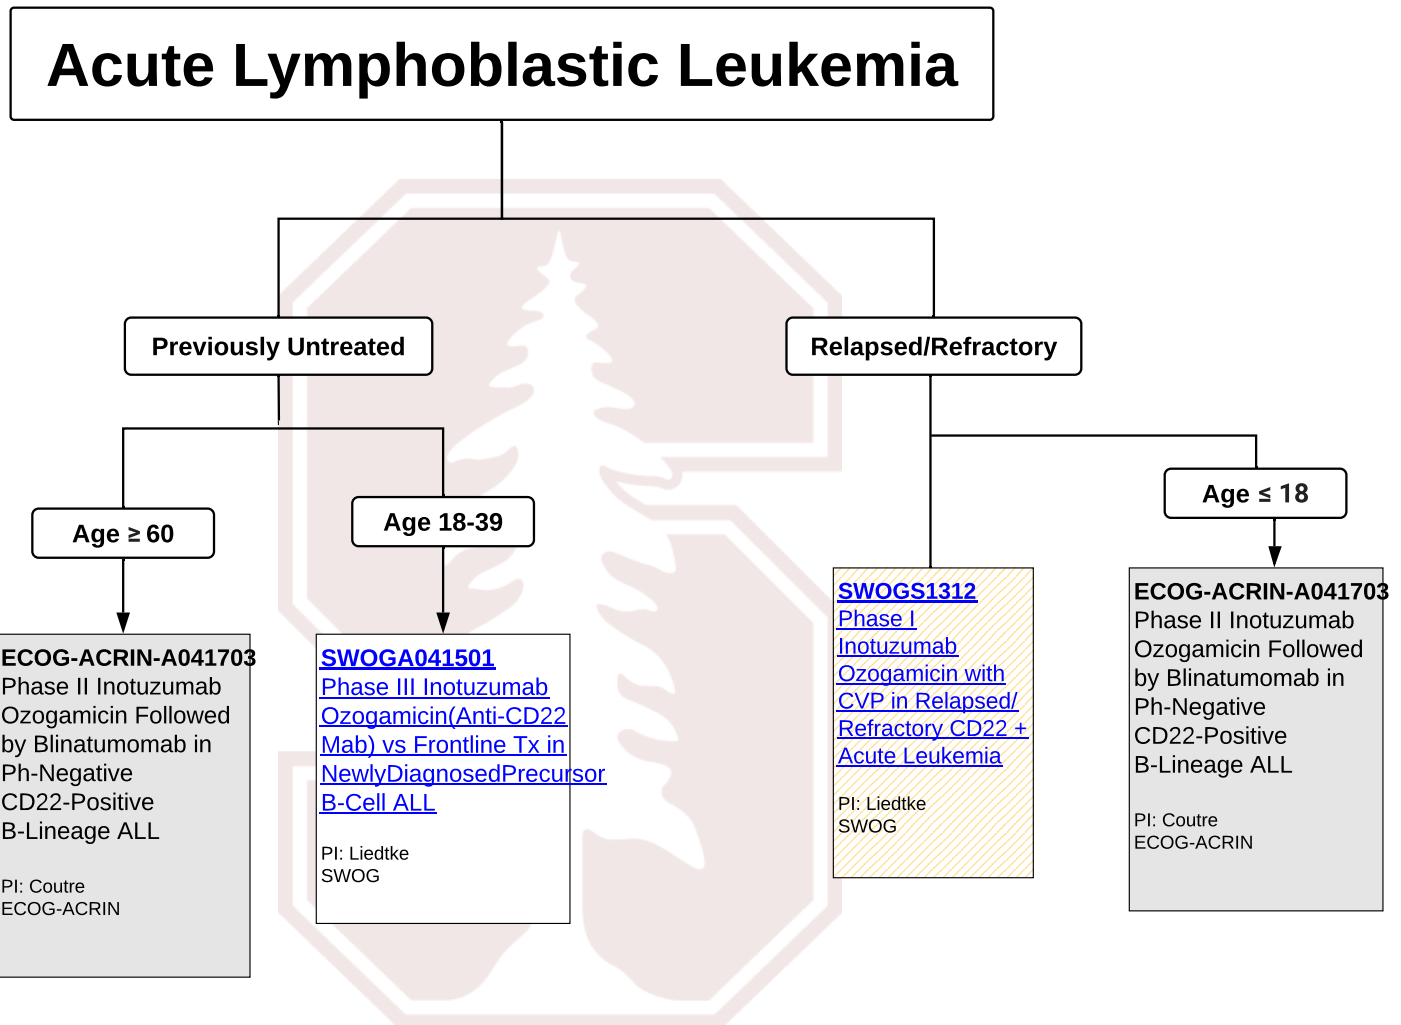 Acute Lymphoblastic Leukemia
Previously Untreated
Relapsed/Refractory
Age ≥ 60
Age 18-39
Age ≤ 18
ECOG-ACRIN-A041703
Phase II Inotuzumab
Ozogamicin Followed
by Blinatumomab in
Ph-Negative
CD22-Positive
B-Lineage ALL
PI: Coutre
ECOG-ACRIN
SWOGA041501
Phase III Inotuzumab
Ozogamicin(Anti-CD22
Mab) vs Frontline Tx in
NewlyDiagnosedPrecursor
B-Cell ALL
PI: Liedtke
SWOG
SWOGS1312
Phase I
Inotuzumab
Ozogamicin with
CVP in Relapsed/
Refractory CD22 +
Acute Leukemia
PI: Liedtke
SWOG
ECOG-ACRIN-A041703
Phase II Inotuzumab
Ozogamicin Followed
by Blinatumomab in
Ph-Negative
CD22-Positive
B-Lineage ALL
PI: Coutre
ECOG-ACRIN